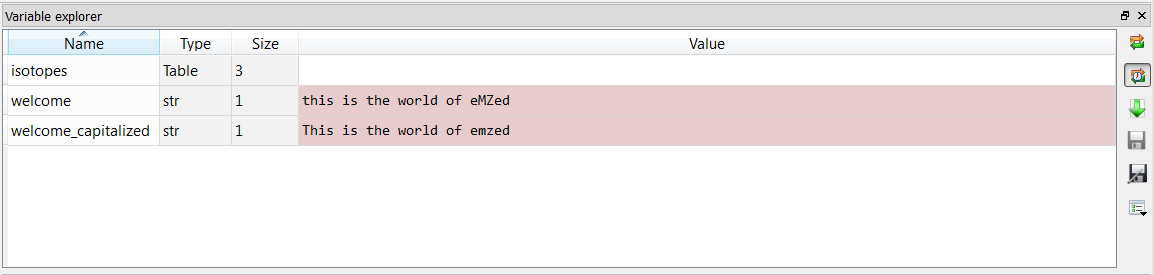 Variable explorer
Name Type Size Value
isotopes Table 3
welcome str 1 this is the world of eMZed
welcome_capitalized str 1 This is the world of emzed